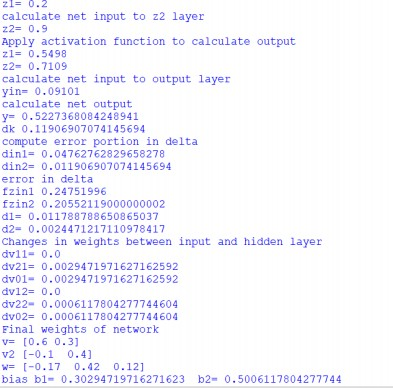 z1= 0.2
calculate net input to z2 layer
z2= 0.9
Apply activation function to calculate output
z1= 0.5498
z2= 0.7109
calculate net input to output layer
yin= 0.09101
calculate net output
y= 0.5227368084248941
dk 0.11906907074145694
compute error portion in delta
din1= 0.04762762829658278
din2= 0.011906907074145694
error in delta
fzin1 0.24751996
fzin2 0.20552119000000002
d1= 0.011788788650865037
d2= 0.0024471217110978417
Changes in weights between input and hidden layer
dv11= 0.0
dv21= 0.0029471971627162592
dv01= 0.0029471971627162592
dv12= 0.0
dv22= 0.0006117804277744604
dv02= 0.0006117804277744604
Final weights of network
v= [0.6 0.3]
v2 [-0.1  0.4]
w= [-0.17  0.42  0.12]
bias b1= 0.30294719716271623  b2= 0.5006117804277744